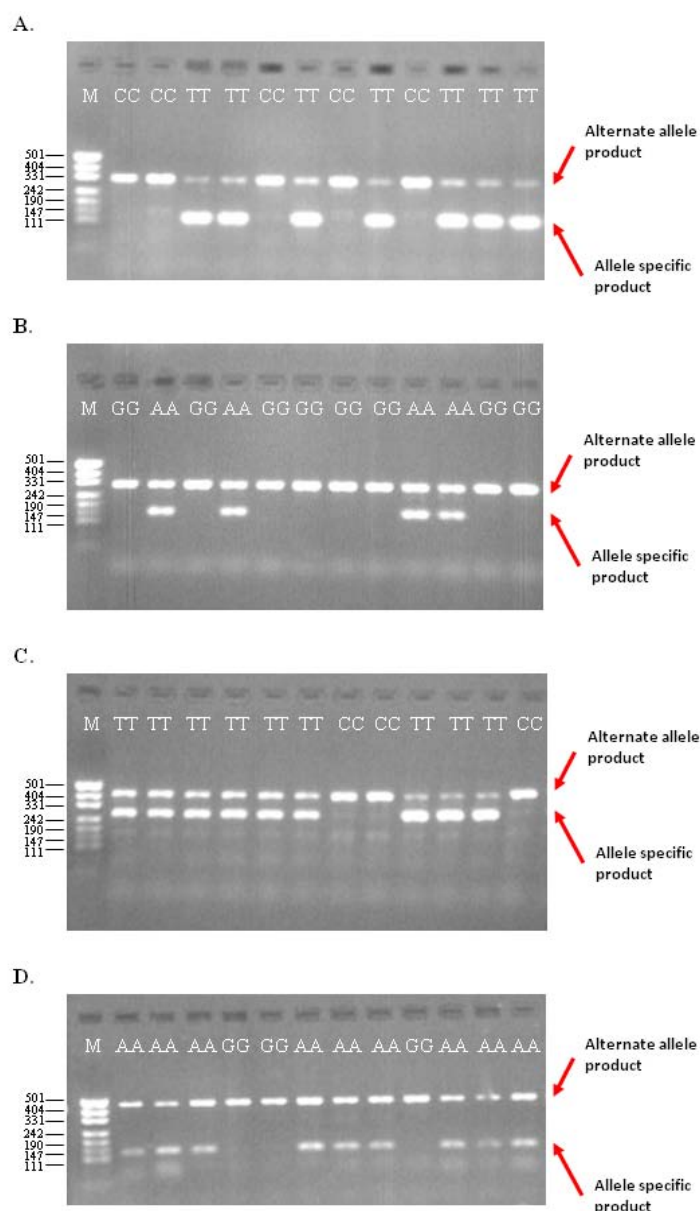 A.
M CC CC TT TT CC TT CC TT CC TT TT TT
501
404
331
242
190
147
111
Alternate allele
product
Allele specific
product
B.
M GG AA GG AA GG GG GG GG AA AA GG GG
501
404
331
242
190
147
111
Alternate allele
product
Allele specific
product
C.
M TT TT TT TT TT TT CC CC TT TT TT CC
501
404
331
242
190
147
111
Alternate allele
product
Allele specific
product
D.
M AA AA AA GG GG AA AA AA GG AA AA AA
501
404
331
242
190
147
111
Alternate allele
product
Allele specific
product